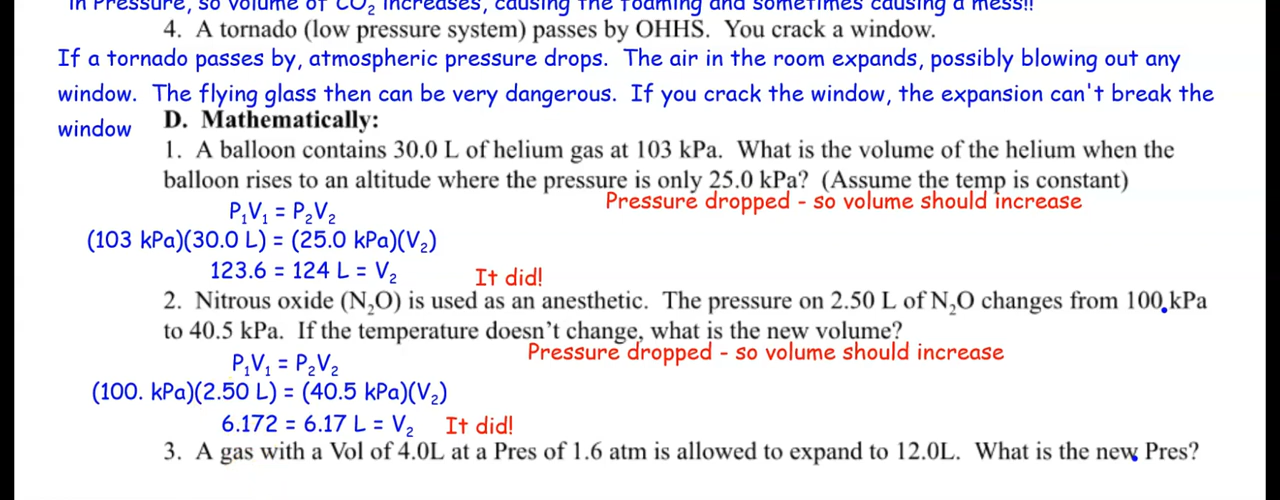 in Pressure, so volume of CO₂ increases, causing the foaming and sometimes causing a mess!!
4. A tornado (low pressure system) passes by OHHS. You crack a window.
If a tornado passes by, atmospheric pressure drops. The air in the room expands, possibly blowing out any
window. The flying glass then can be very dangerous. If you crack the window, the expansion can't break the
window
D. Mathematically:
1. A balloon contains 30.0 L of helium gas at 103 kPa. What is the volume of the helium when the
balloon rises to an altitude where the pressure is only 25.0 kPa? (Assume the temp is constant)
Pressure dropped - so volume should increase
P₁V₁ = P₂V₂
(103 kPa)(30.0 L) = (25.0 kPa)(V₂)
123.6 = 124 L = V₂ It did!
2. Nitrous oxide (N₂O) is used as an anesthetic. The pressure on 2.50 L of N₂O changes from 100.kPa
to 40.5 kPa. If the temperature doesn't change, what is the new volume?
Pressure dropped - so volume should increase
P₁V₁ = P₂V₂
(100. kPa)(2.50 L) = (40.5 kPa)(V₂)
6.172 = 6.17 L = V₂ It did!
3. A gas with a Vol of 4.0L at a Pres of 1.6 atm is allowed to expand to 12.0L. What is the new Pres?